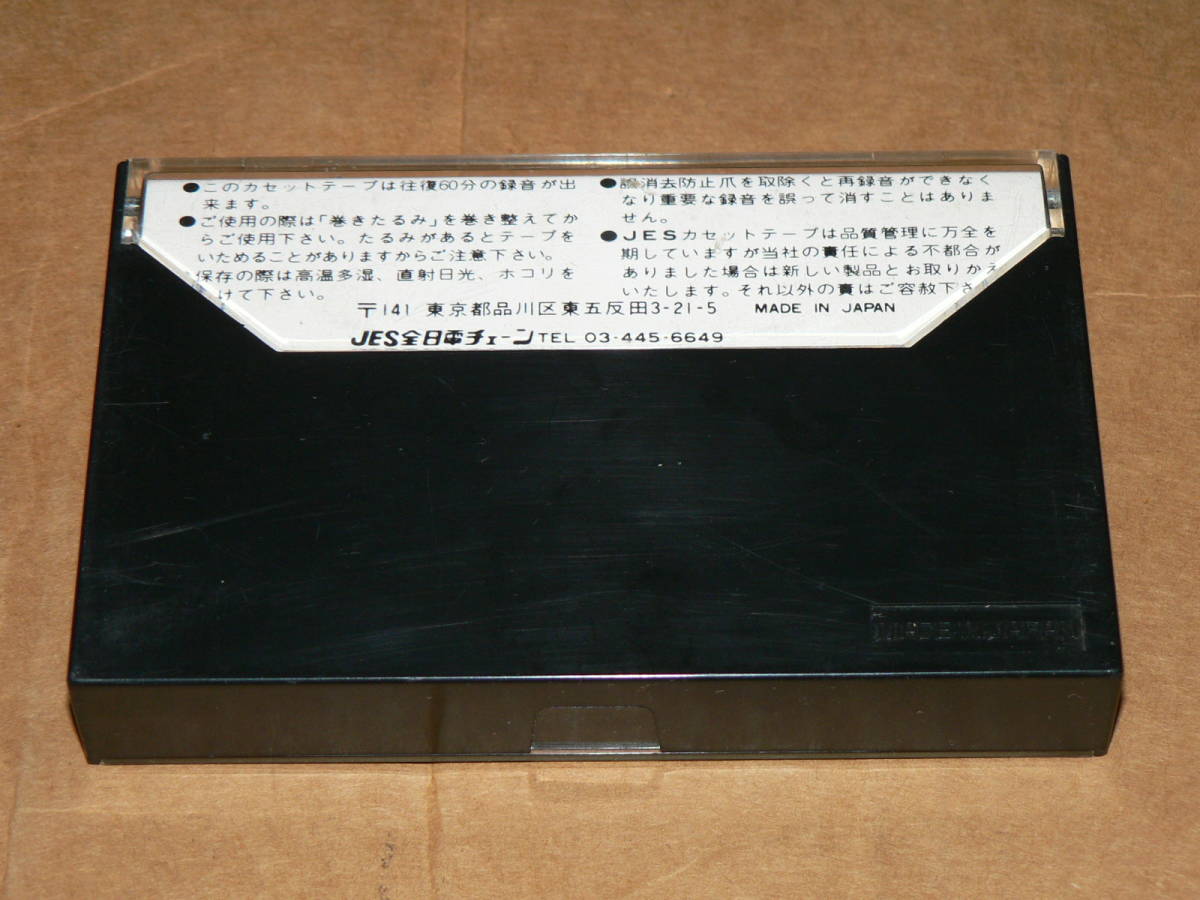 ●このカセットテープは往復60分の録音が出
来ます。
●ご使用の際は「巻きたるみ」を巻き整えてか
らご使用下さい。たるみがあるとテープを
いためることがありますからご注意下さい。
保存の際は高温多湿、直射日光、ホコリを
けて下さい。
●誤消去防止爪を取除くと再録音ができなく
なり重要な録音を誤って消すことはありま
せん。
●JESカセットテープは品質管理に万全を
期していますが当社の責任による不都合が
ありました場合は新しい製品とお取りかえ
いたします。それ以外の責はご容赦下さ
〒141 東京都品川区東五反田3-21-5 MADE IN JAPAN
JES全日電チェーン TEL 03-445-6649
MADE IN JAPAN